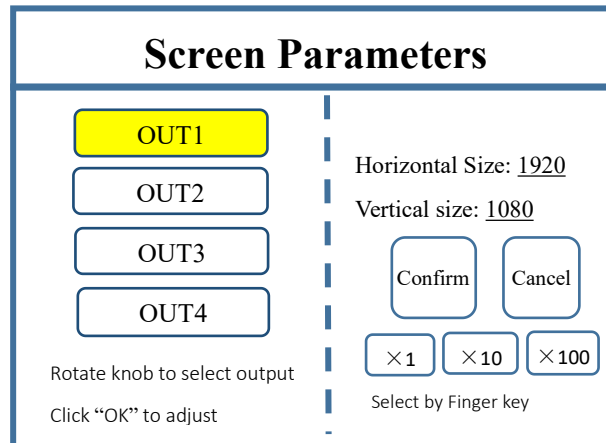 Screen Parameters
OUT1
OUT2
OUT3
OUT4
Rotate knob to select output
Click “OK” to adjust
Horizontal Size: 1920
Vertical size: 1080
Confirm Cancel
×1 ×10 ×100
Select by Finger key